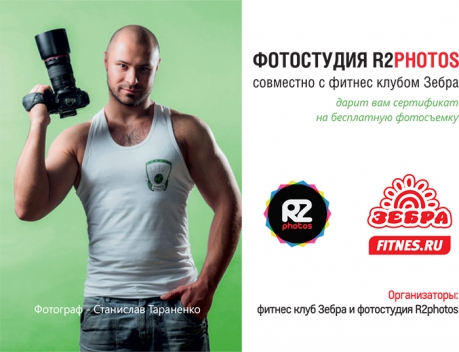 ФОТОСТУДИЯ R2PHOTOS
совместно с фитнес клубом Зебра
дарит вам сертификат
на бесплатную фотосъемку
R2
photos
ЗЕБРА
FITNES.RU
Фотограф - Станислав Тараненко
Организаторы:
фитнес клуб Зебра и фотостудия R2photos